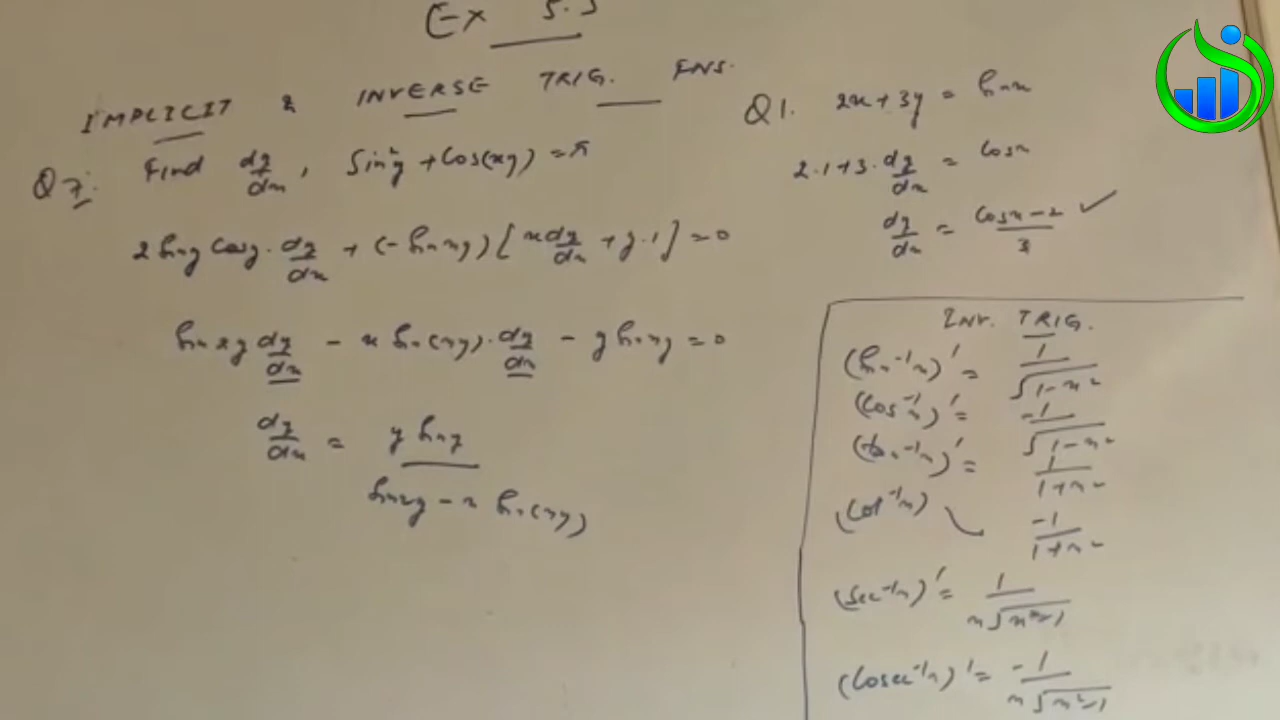 Ex 5.3
IMPLICIT & INVERSE TRIG. FNS.
Q 7: Find dy/dx, Sin²y + Cos(xy) = π
2 sin y cos y . dy/dx + (- sin xy) [x dy/dx + y . 1] = 0
sin 2y dy/dx - x sin(xy) . dy/dx - y sin xy = 0
dy/dx = y sin y / sin 2y - x sin(xy)
Q 1. 2x + 3y = sin x
2 . 1 + 3 . dy/dx = cos x
dy/dx = cos x - 2 / 3 ✓
INV. TRIG.
(sin⁻¹x)' = 1 / √1-x²
(cos⁻¹x)' = -1 / √1-x²
(tan⁻¹x)' = 1 / 1+x²
(cot⁻¹x) -1 / 1+x²
(sec⁻¹x)' = 1 / x√x²-1
(cosec⁻¹x)' = -1 / x√x²-1